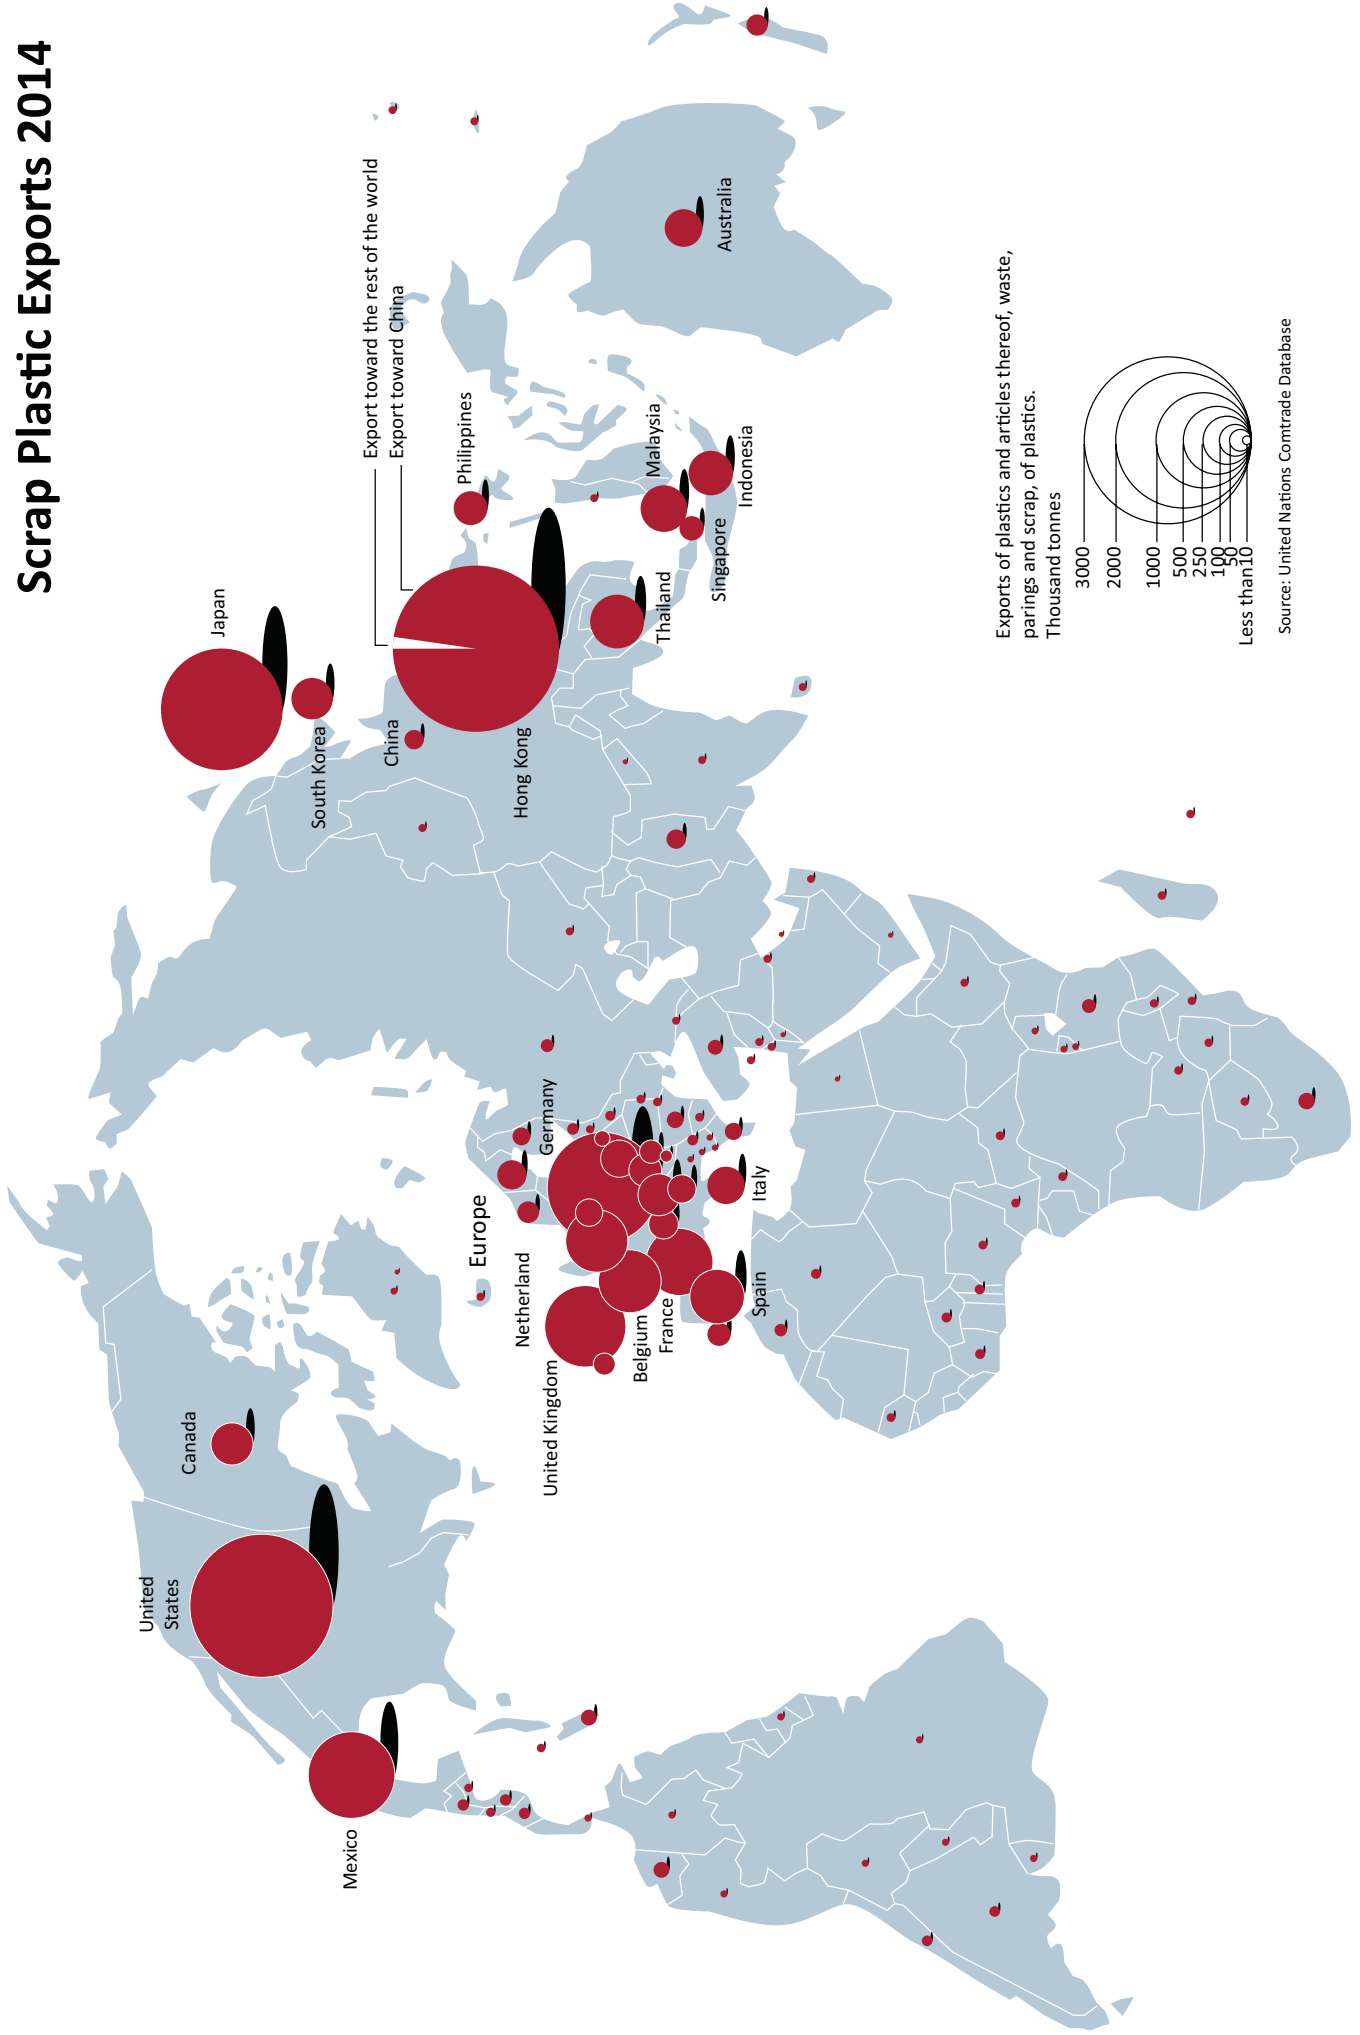 Scrap Plastic Exports 2014
Canada
United
States
Mexico
Europe
Germany
Netherland
United Kingdom
Belgium
France
Spain
Italy
Japan
South Korea
China
Hong Kong
Export toward the rest of the world
Export toward China
Philippines
Thailand
Malaysia
Singapore
Indonesia
Australia
Exports of plastics and articles thereof, waste,
parings and scrap, of plastics.
Thousand tonnes
3000
2000
1000
500
250
100
50
Less than10
Source: United Nations Comtrade Database